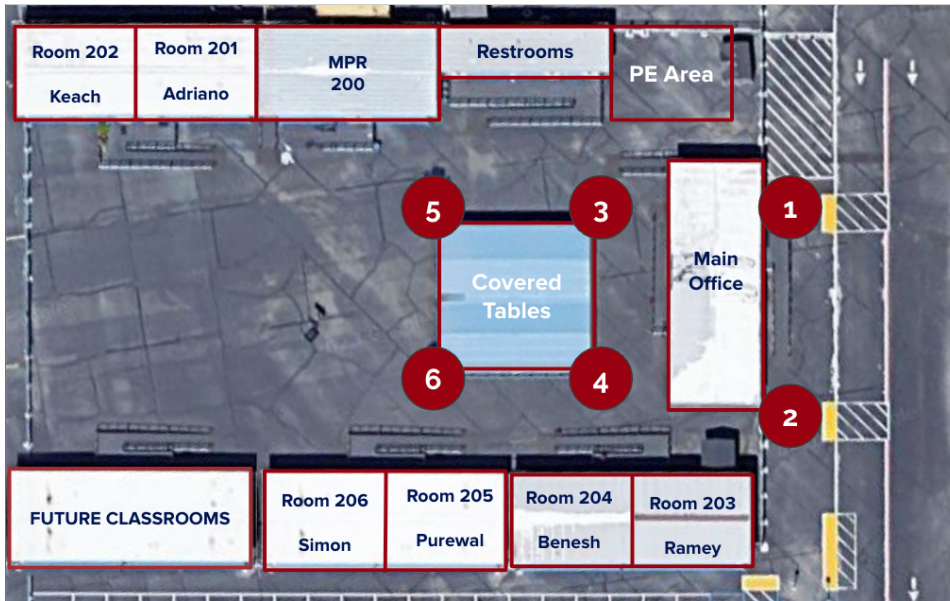 Room 202
Keach
Room 201
Adriano
MPR
200
Restrooms
PE Area
5
3
1
Main
Office
Covered
Tables
6
4
2
FUTURE CLASSROOMS
Room 206
Simon
Room 205
Purewal
Room 204
Benesh
Room 203
Ramey